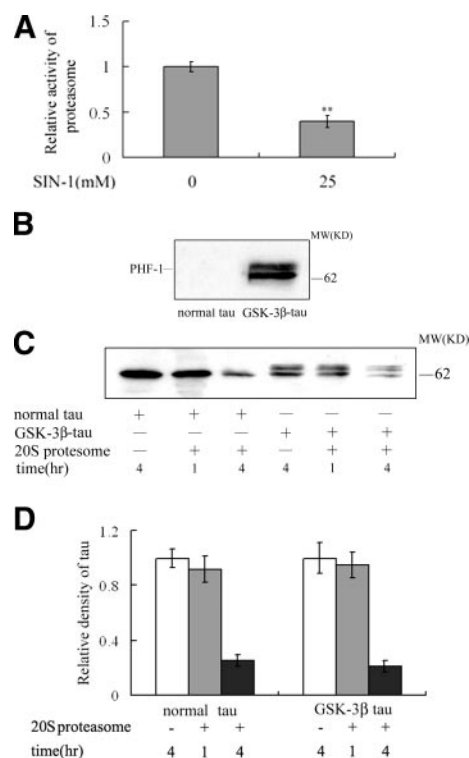 A
Relative activity of
proteasome
1.5
1
0.5
0
**
SIN-1(mM)
0 25
B
MW(KD)
PHF-1
62
normal tau GSK-3β-tau
C
MW(KD)
62
normal tau + + + — — —
GSK-3β-tau — — — + + +
20S protesome — + + — + +
time(hr) 4 1 4 4 1 4
D
Relative density of tau
1.2
0.8
0.4
0
normal tau GSK-3β tau
20S proteasome - + + - + +
time(hr) 4 1 4 4 1 4